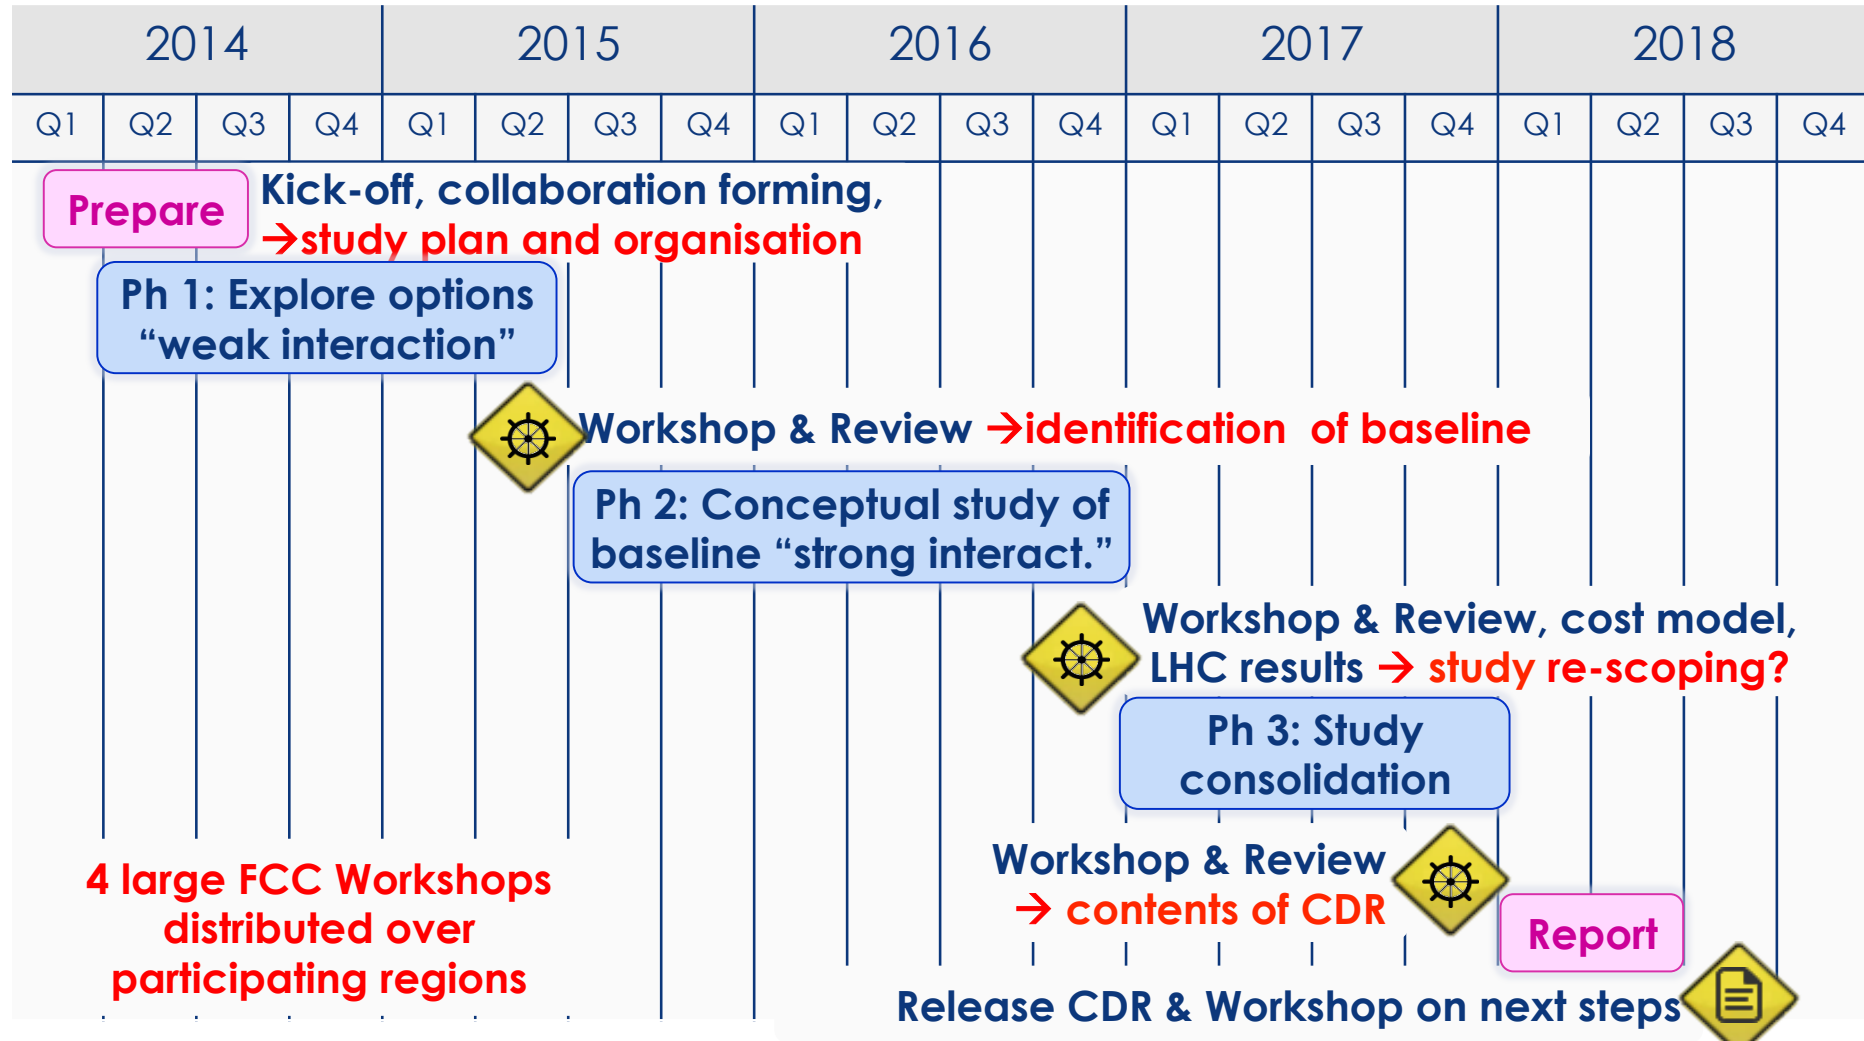 2014 2015 2016 2017 2018
Q1 Q2 Q3 Q4 Q1 Q2 Q3 Q4 Q1 Q2 Q3 Q4 Q1 Q2 Q3 Q4 Q1 Q2 Q3 Q4
Prepare
Kick-off, collaboration forming,
→study plan and organisation
Ph 1: Explore options
“weak interaction”
Workshop & Review →identification of baseline
Ph 2: Conceptual study of
baseline “strong interact.”
Workshop & Review, cost model,
LHC results → study re-scoping?
Ph 3: Study
consolidation
Workshop & Review
→ contents of CDR
4 large FCC Workshops
distributed over
participating regions
Report
Release CDR & Workshop on next steps